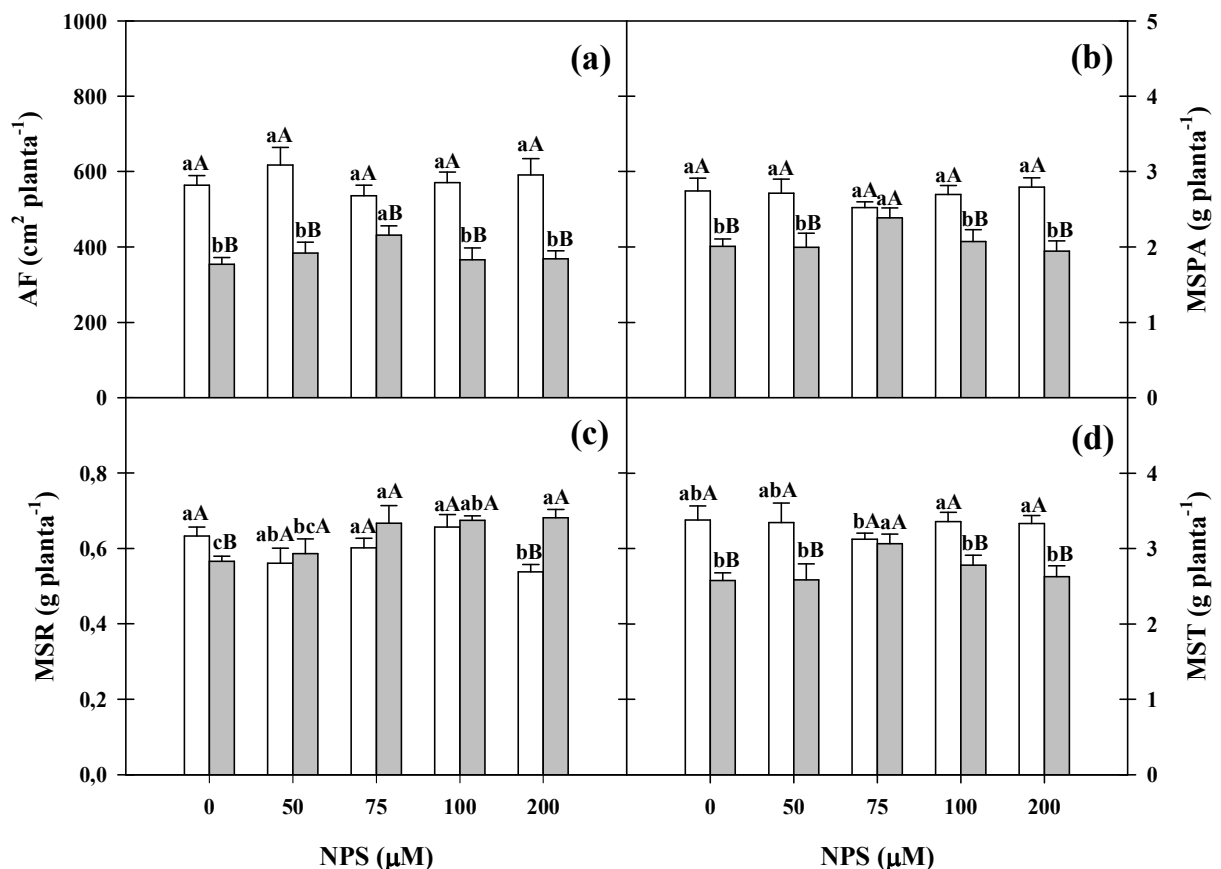 1000
(a)
(b)
5
800
4
aA
aA
aA
aA
aA
600
bB
bB
aB
bB
bB
aA
aA
aA
aA
aA
aA
3
AF (cm² planta⁻¹)
MSPA (g planta⁻¹)
400
bB
bB
bB
bB
2
200
1
0
0
(c)
(d)
0,8
4
aA
cB
abA
bcA
aA
aA
aA
abA
bB
aA
abA
bB
abA
bB
bA
aA
aA
bB
aA
bB
0,6
3
MSR (g planta⁻¹)
MST (g planta⁻¹)
0,4
2
0,2
1
0,0
0
0 50 75 100 200
0 50 75 100 200
NPS (μM)
NPS (μM)